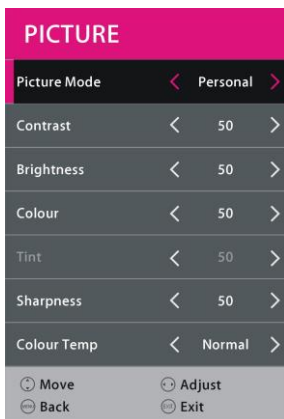 PICTURE
Picture Mode Personal
Contrast 50
Brightness 50
Colour 50
Tint 50
Sharpness 50
Colour Temp Normal
Move Adjust
Back Exit